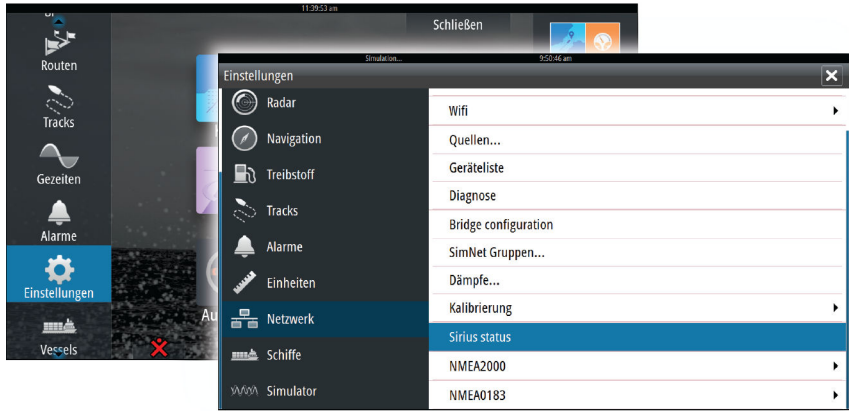 11:39:53 am
Schließen
Routen
Tracks
Gezeiten
Alarme
Einstellungen
Vessels
Au
Simulation...
9:50:46 am
Einstellungen
Radar
Navigation
Treibstoff
Tracks
Alarme
Einheiten
Netzwerk
Schiffe
Simulator
Wifi
Quellen...
Geräteliste
Diagnose
Bridge configuration
SimNet Gruppen...
Dämpfe...
Kalibrierung
Sirius status
NMEA2000
NMEA0183